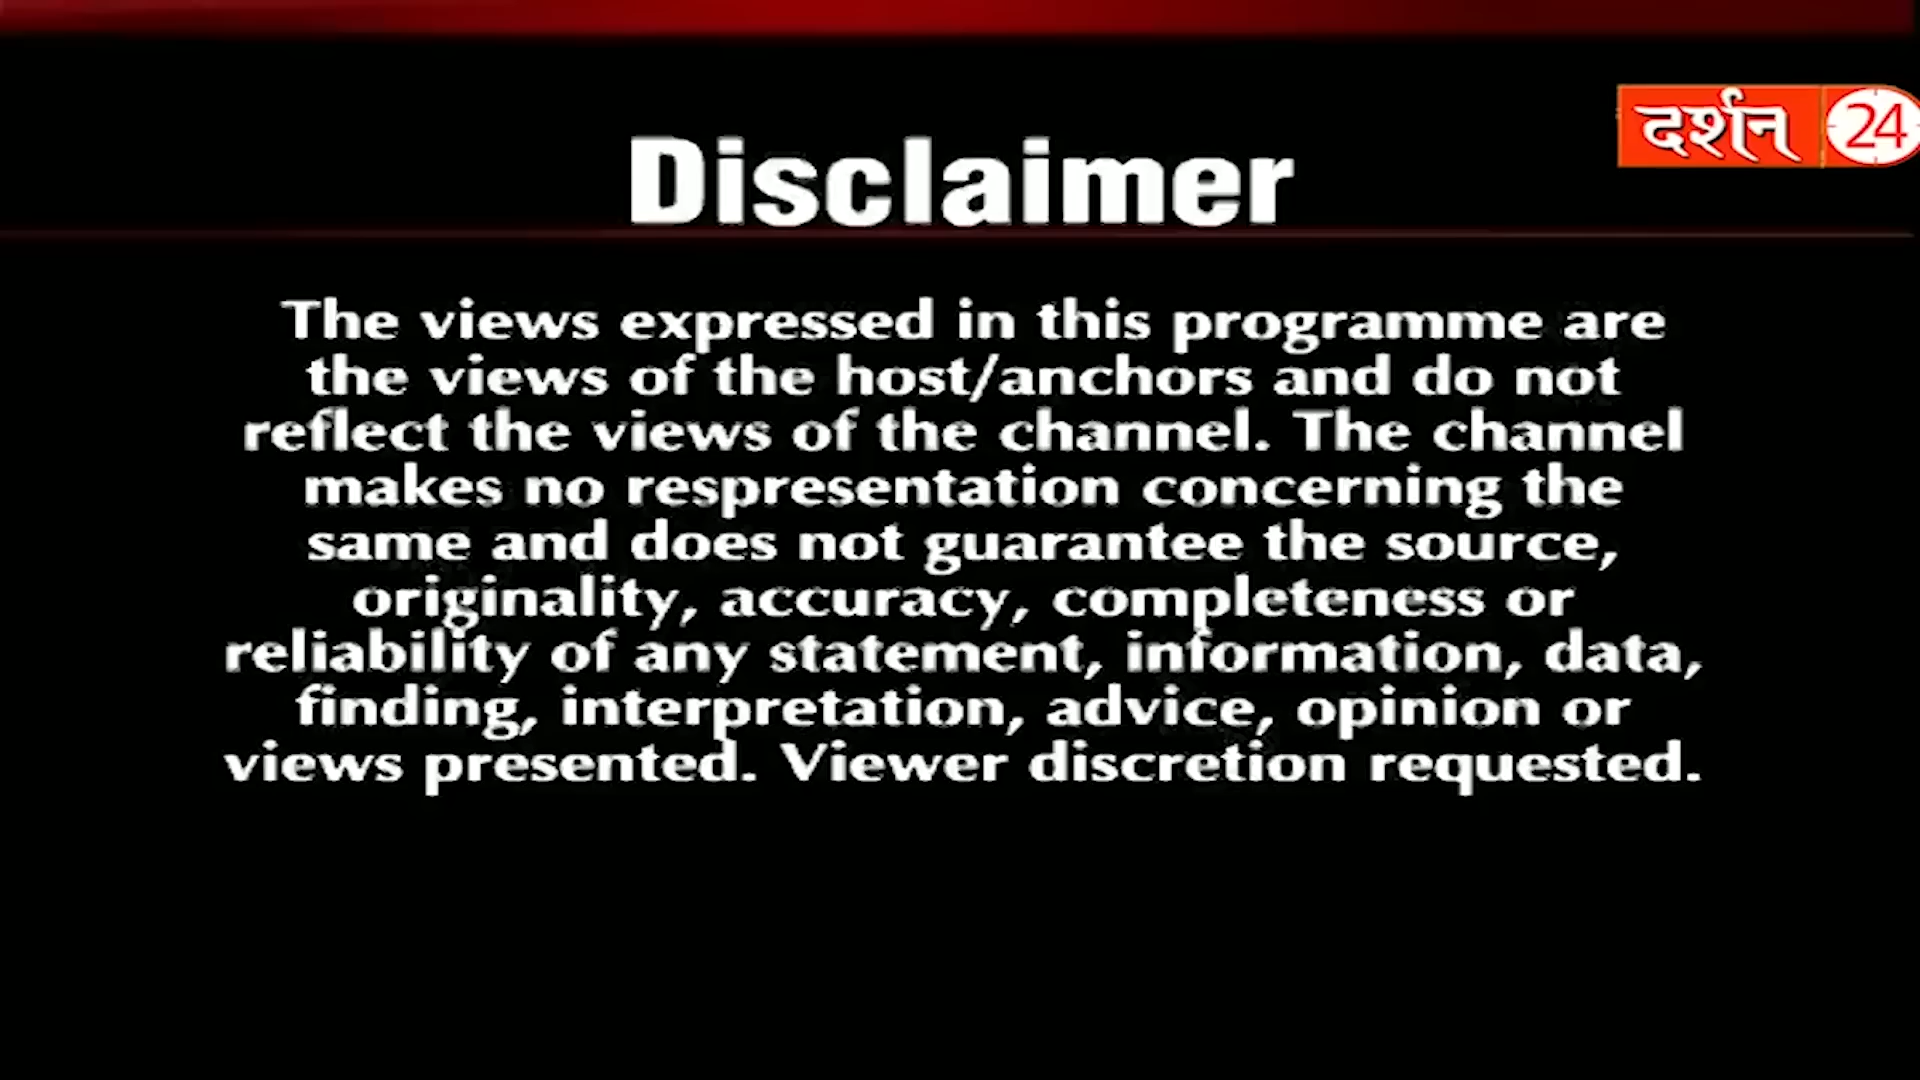 दर्शन 24
Disclaimer
The views expressed in this programme are
the views of the host/anchors and do not
reflect the views of the channel. The channel
makes no respresentation concerning the
same and does not guarantee the source,
originality, accuracy, completeness or
reliability of any statement, information, data,
finding, interpretation, advice, opinion or
views presented. Viewer discretion requested.